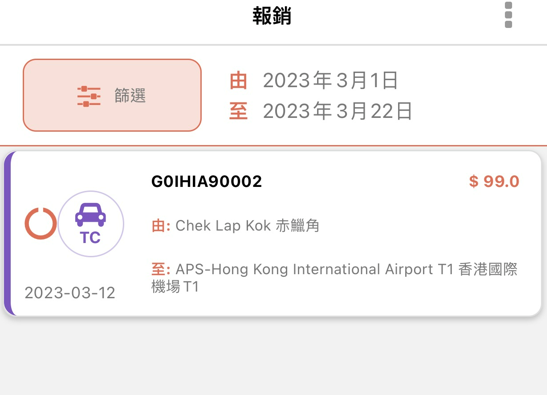 報銷
篩選
由 2023年3月1日
至 2023年3月22日
G0IHIA90002
$ 99.0
TC
由: Chek Lap Kok 赤鱲角
至: APS-Hong Kong International Airport T1 香港國際
機場T1
2023-03-12